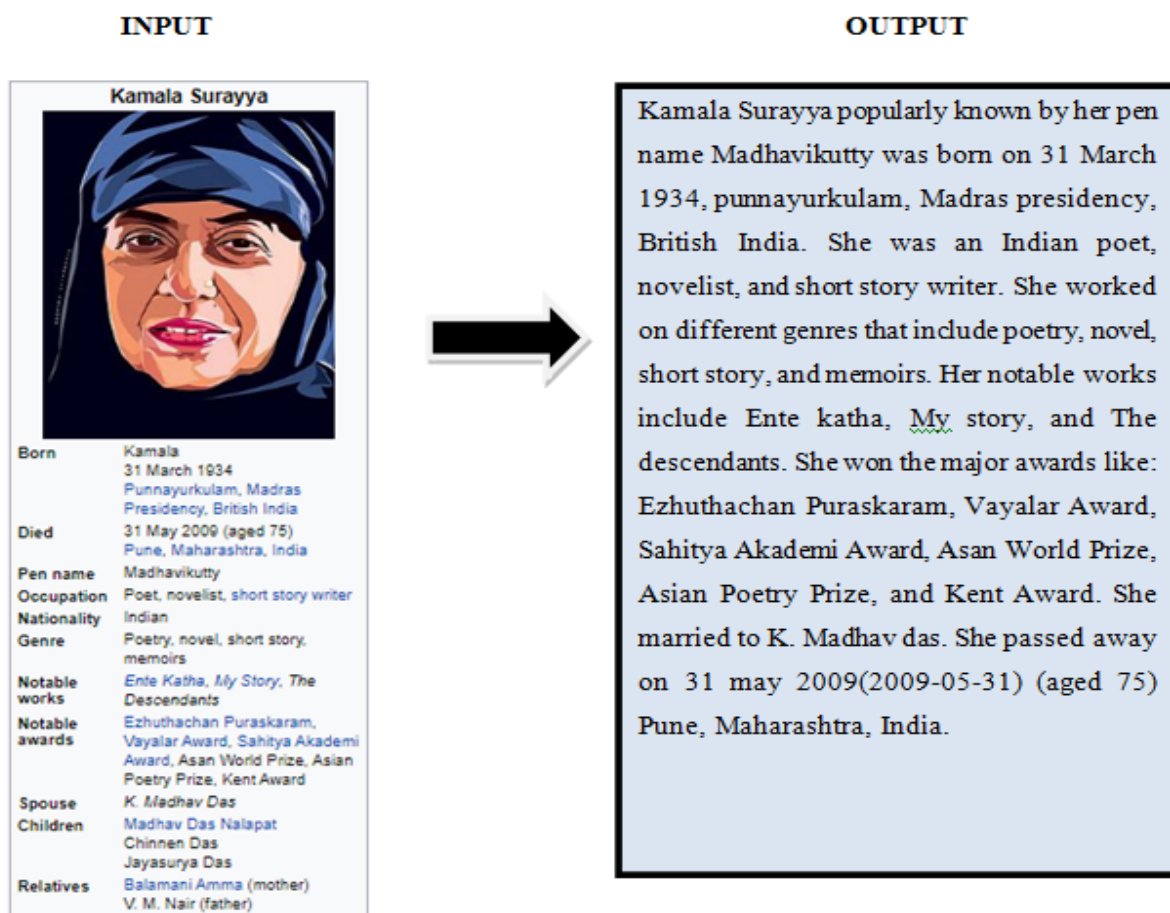 INPUT
OUTPUT
Kamala Surayya
Born Kamala
31 March 1934
Punnayurkulam, Madras
Presidency, British India
Died 31 May 2009 (aged 75)
Pune, Maharashtra, India
Pen name Madhavikutty
Occupation Poet, novelist, short story writer
Nationality Indian
Genre Poetry, novel, short story,
memoirs
Notable works Ente Katha, My Story, The
Descendants
Notable awards Ezhuthachan Puraskaram,
Vayalar Award, Sahitya Akademi
Award, Asan World Prize, Asian
Poetry Prize, Kent Award
Spouse K. Madhav Das
Children Madhav Das Nalapat
Chinnen Das
Jayasurya Das
Relatives Balamani Amma (mother)
V. M. Nair (father)
Kamala Surayya popularly known by her pen
name Madhavikutty was born on 31 March
1934, punnayurkulam, Madras presidency,
British India. She was an Indian poet,
novelist, and short story writer. She worked
on different genres that include poetry, novel,
short story, and memoirs. Her notable works
include Ente katha, My story, and The
descendants. She won the major awards like:
Ezhuthachan Puraskaram, Vayalar Award,
Sahitya Akademi Award, Asan World Prize,
Asian Poetry Prize, and Kent Award. She
married to K. Madhav das. She passed away
on 31 may 2009(2009-05-31) (aged 75)
Pune, Maharashtra, India.